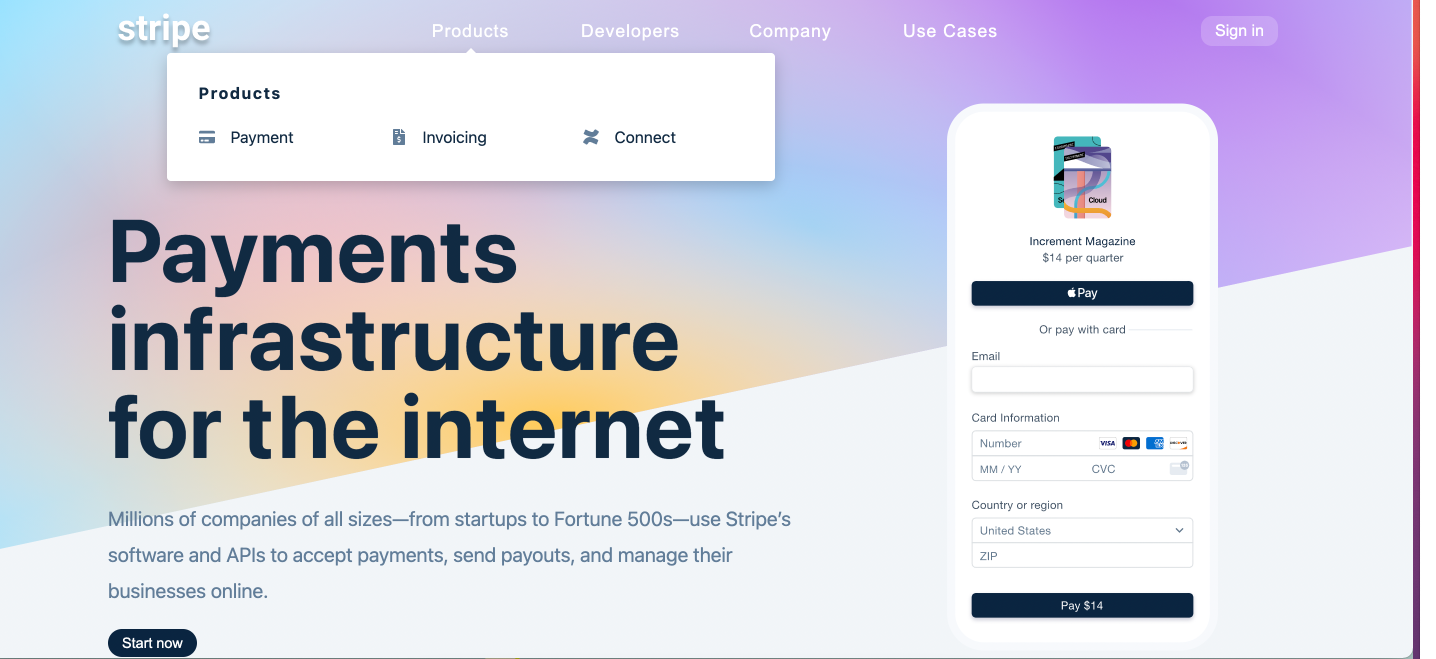 stripe
Products
Developers
Company
Use Cases
Sign in
Products
Payment
Invoicing
Connect
Payments
infrastructure
for the internet
Millions of companies of all sizes—from startups to Fortune 500s—use Stripe’s
software and APIs to accept payments, send payouts, and manage their
businesses online.
Start now
Cloud
Increment Magazine
$14 per quarter
Pay
Or pay with card
Email
Card Information
Number
VISA
DISCOVER
MM / YY
CVC
Country or region
United States
ZIP
Pay $14